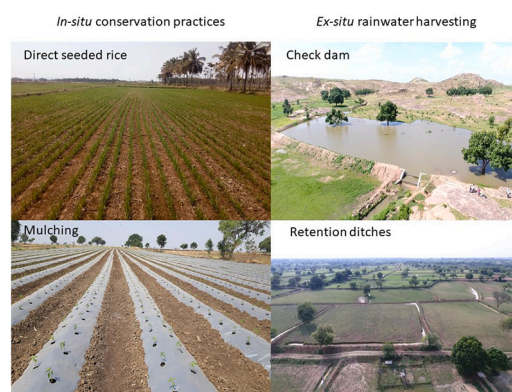 In-situ conservation practices
Ex-situ rainwater harvesting
Direct seeded rice
Check dam
Mulching
Retention ditches